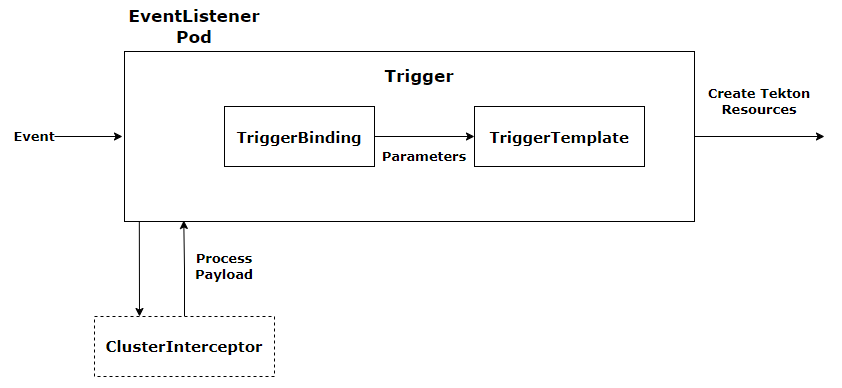 EventListener
Pod
Trigger
Create Tekton
Resources
Event
TriggerBinding
TriggerTemplate
Parameters
Process
Payload
ClusterInterceptor